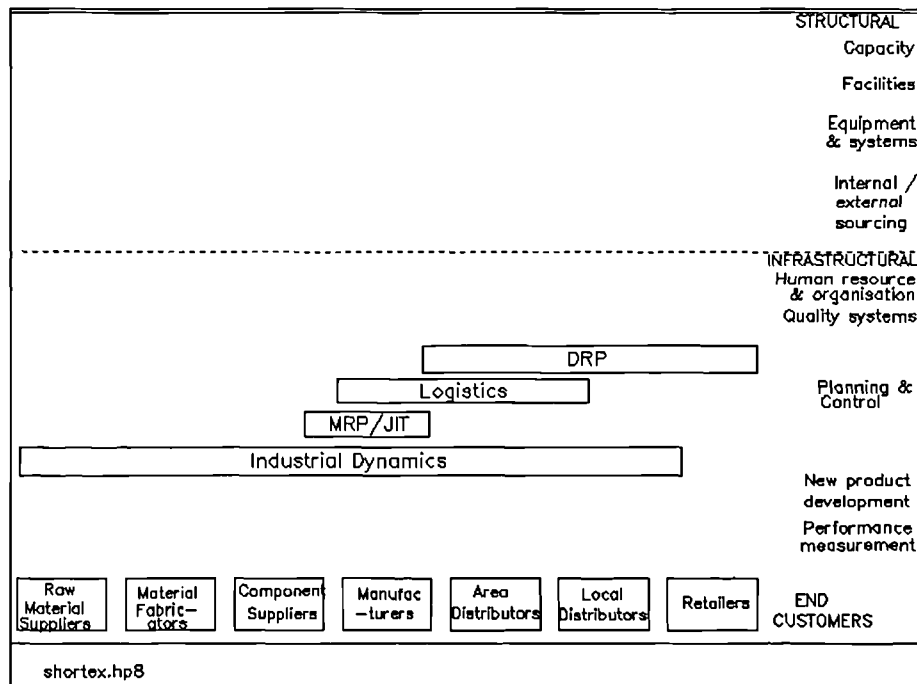 STRUCTURAL
Capacity
Facilities
Equipment
& systems
Internal /
external
sourcing
INFRASTRUCTURAL
Human resource
& organisation
Quality systems
DRP
Logistics
Planning &
Control
MRP/JIT
Industrial Dynamics
New product
development
Performance
measurement
Raw
Material
Suppliers
Material
Fabric-
ators
Component
Suppliers
Manufac
-turers
Area
Distributors
Local
Distributors
Retailers
END
CUSTOMERS
shortex.hp8